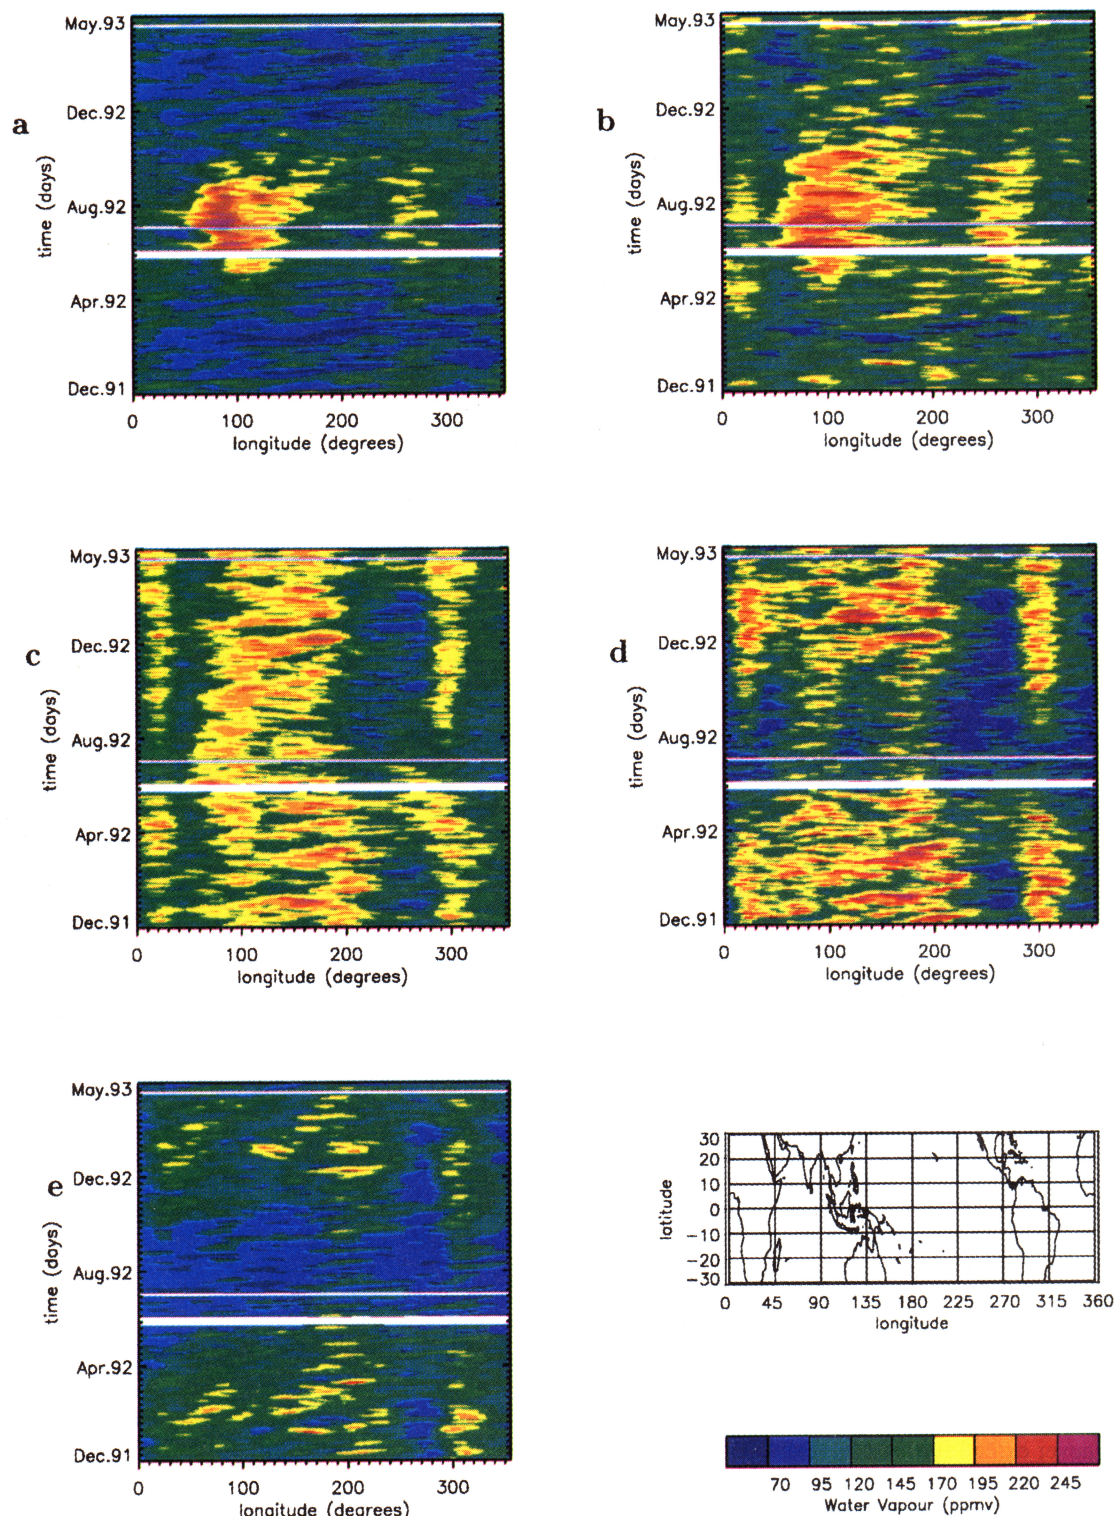 a
May.93
Dec.92
Aug.92
Apr.92
Dec.91
time (days)
0 100 200 300
longitude (degrees)
b
May.93
Dec.92
Aug.92
Apr.92
Dec.91
time (days)
0 100 200 300
longitude (degrees)
c
May.93
Dec.92
Aug.92
Apr.92
Dec.91
time (days)
0 100 200 300
longitude (degrees)
d
May.93
Dec.92
Aug.92
Apr.92
Dec.91
time (days)
0 100 200 300
longitude (degrees)
e
May.93
Dec.92
Aug.92
Apr.92
Dec.91
time (days)
0 100 200 300
longitude (degrees)
30
20
10
0
-10
-20
-30
latitude
0 45 90 135 180 225 270 315 360
longitude
70 95 120 145 170 195 220 245
Water Vapour (ppmv)